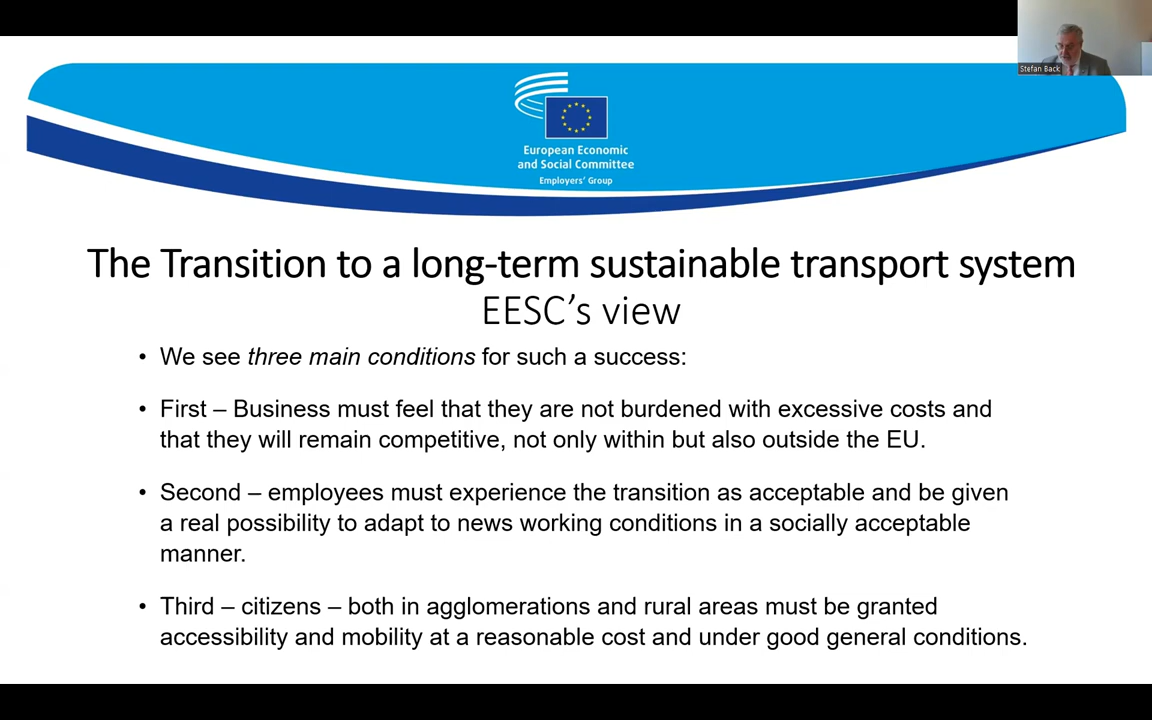 Stefan Back
European Economic
and Social Committee
Employers' Group
The Transition to a long-term sustainable transport system
EESC's view
• We see three main conditions for such a success:
• First – Business must feel that they are not burdened with excessive costs and
that they will remain competitive, not only within but also outside the EU.
• Second – employees must experience the transition as acceptable and be given
a real possibility to adapt to news working conditions in a socially acceptable
manner.
• Third – citizens – both in agglomerations and rural areas must be granted
accessibility and mobility at a reasonable cost and under good general conditions.